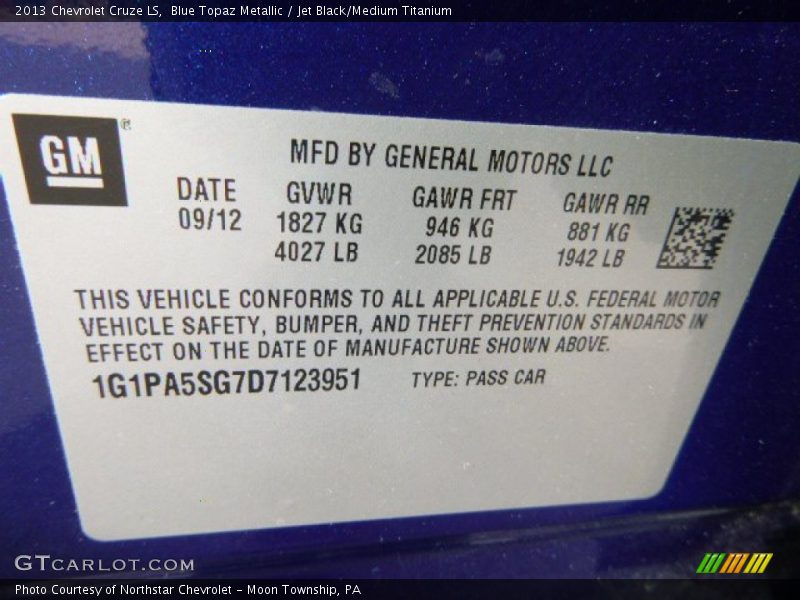 2013 Chevrolet Cruze LS,  Blue Topaz Metallic / Jet Black/Medium Titanium
GM®
MFD BY GENERAL MOTORS LLC
DATE GVWR GAWR FRT GAWR RR
09/12 1827 KG 946 KG 881 KG
4027 LB 2085 LB 1942 LB
THIS VEHICLE CONFORMS TO ALL APPLICABLE U.S. FEDERAL MOTOR
VEHICLE SAFETY, BUMPER, AND THEFT PREVENTION STANDARDS IN
EFFECT ON THE DATE OF MANUFACTURE SHOWN ABOVE.
1G1PA5SG7D7123951 TYPE: PASS CAR
GTCARLOT.COM
Photo Courtesy of Northstar Chevrolet - Moon Township, PA